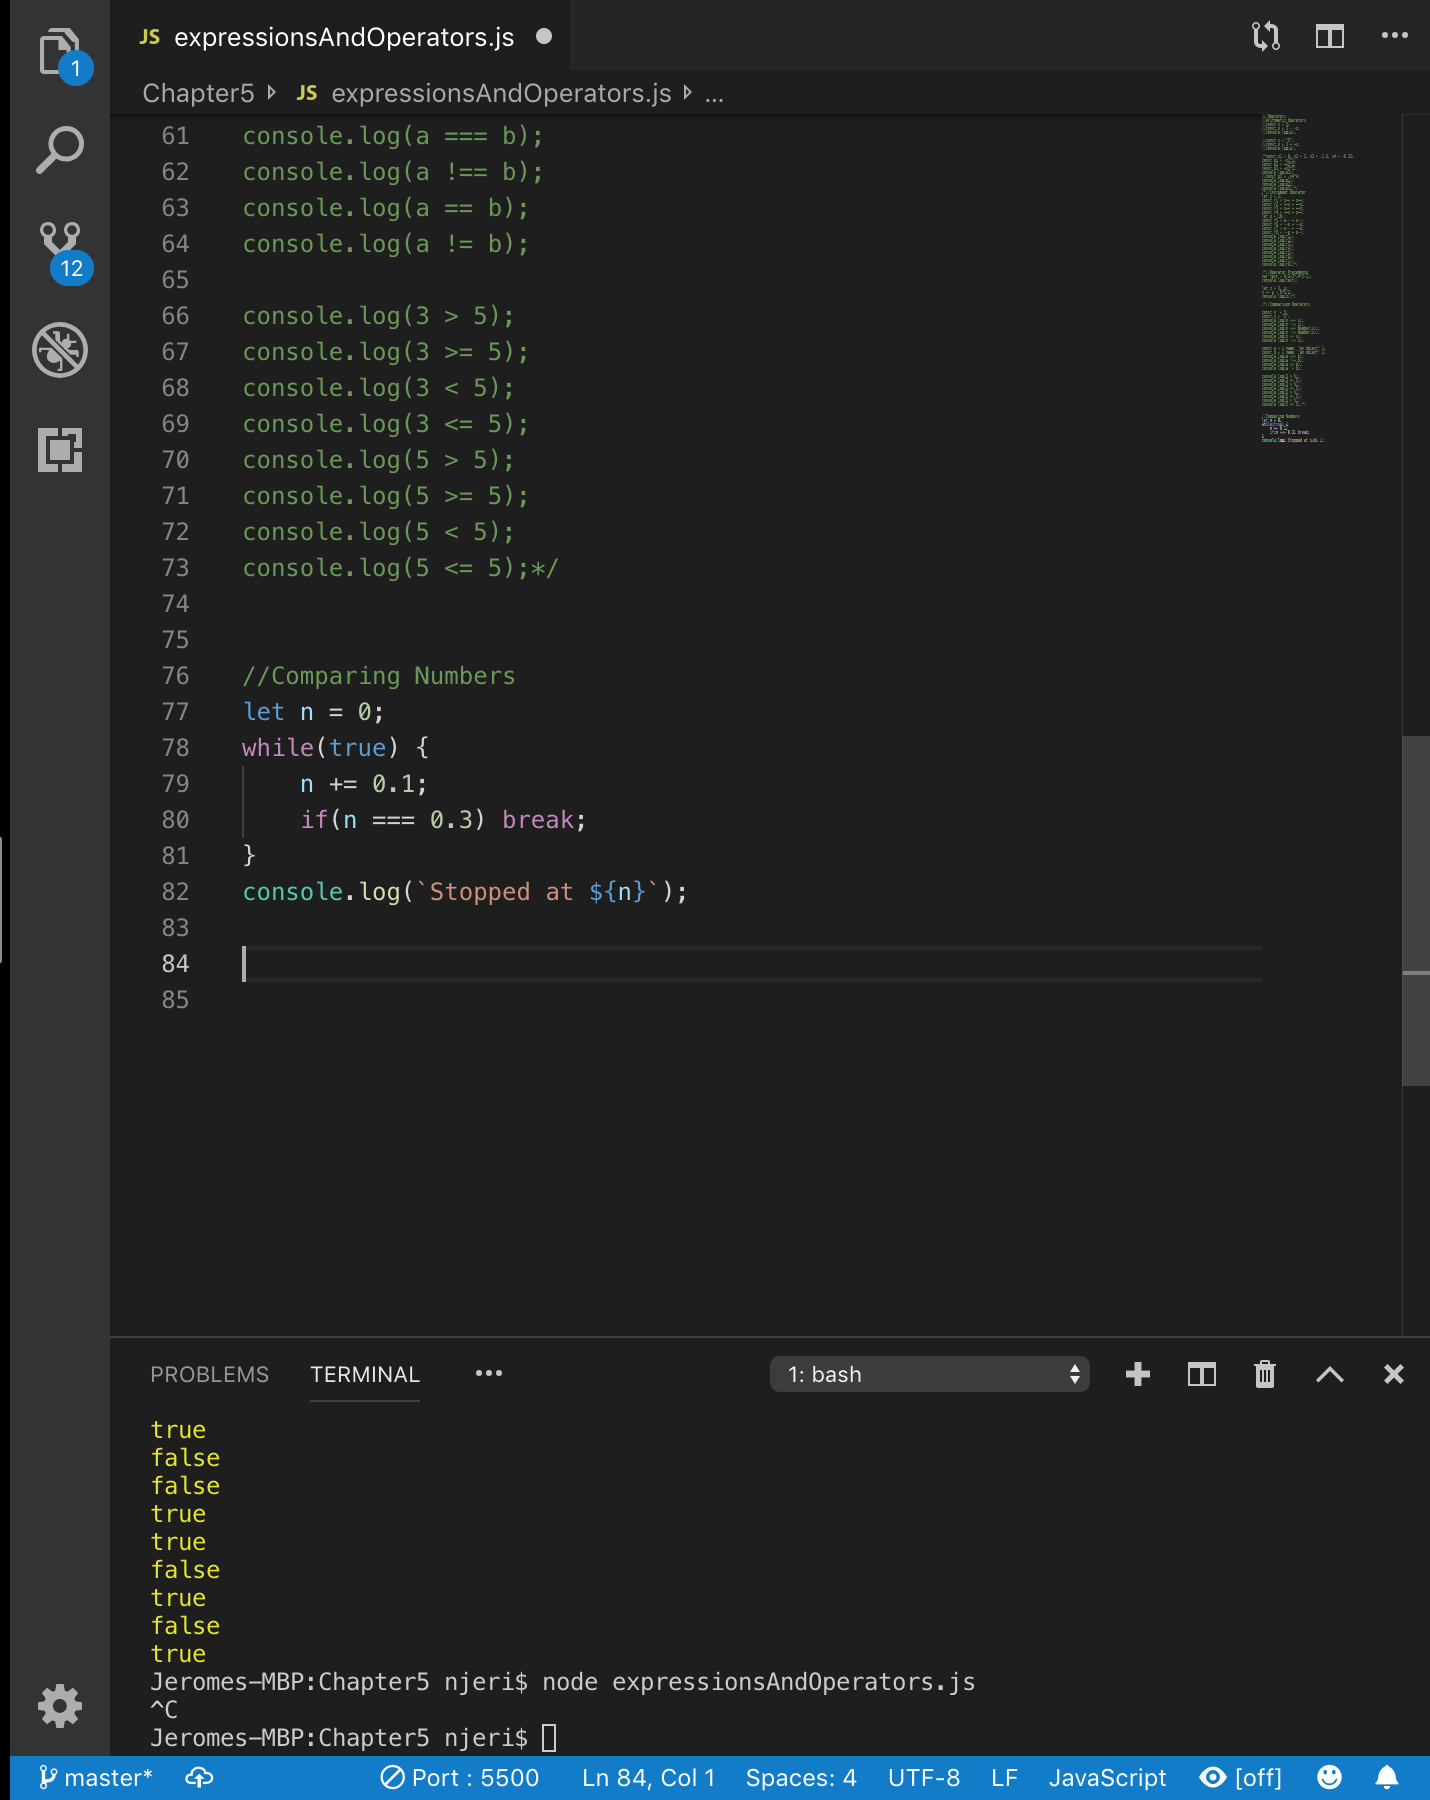 JS expressionsAndOperators.js
1
Chapter5 JS expressionsAndOperators.js ...
61 console.log(a === b);
62 console.log(a !== b);
63 console.log(a == b);
64 console.log(a != b);
65
66 console.log(3 > 5);
67 console.log(3 >= 5);
68 console.log(3 < 5);
69 console.log(3 <= 5);
70 console.log(5 > 5);
71 console.log(5 >= 5);
72 console.log(5 < 5);
73 console.log(5 <= 5);*/
74
75
76 //Comparing Numbers
77 let n = 0;
78 while(true) {
79 n += 0.1;
80 if(n === 0.3) break;
81 }
82 console.log(`Stopped at ${n}`);
83
84
85
12
PROBLEMS TERMINAL ... 1: bash
true
false
false
true
true
false
true
false
true
Jeromes-MBP:Chapter5 njeri$ node expressionsAndOperators.js
^C
Jeromes-MBP:Chapter5 njeri$
master* Port : 5500 Ln 84, Col 1 Spaces: 4 UTF-8 LF JavaScript [off]